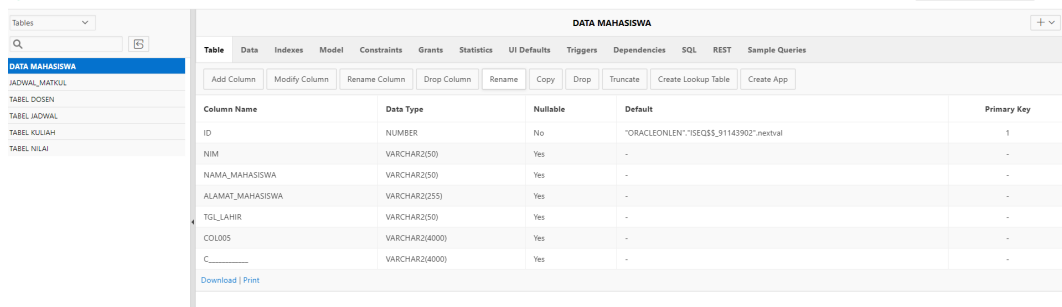 Tables
DATA MAHASISWA
JADWAL_MATKUL
TABEL DOSEN
TABEL JADWAL
TABEL KULIAH
TABEL NILAI
DATA MAHASISWA
Table Data Indexes Model Constraints Grants Statistics UI Defaults Triggers Dependencies SQL REST Sample Queries
Add Column Modify Column Rename Column Drop Column Rename Copy Drop Truncate Create Lookup Table Create App
Column Name Data Type Nullable Default Primary Key
ID NUMBER No "ORACLEONLEN"."ISEQ$$_91143902".nextval 1
NIM VARCHAR2(50) Yes - -
NAMA_MAHASISWA VARCHAR2(50) Yes - -
ALAMAT_MAHASISWA VARCHAR2(255) Yes - -
TGL_LAHIR VARCHAR2(50) Yes - -
COL005 VARCHAR2(4000) Yes - -
C___________ VARCHAR2(4000) Yes - -
Download | Print